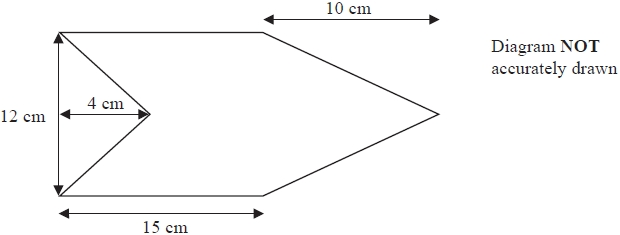 10 cm
Diagram NOT
accurately drawn
4 cm
12 cm
15 cm